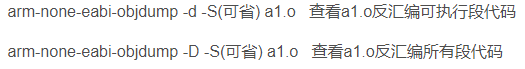 arm-none-eabi-objdump -d -S(可省) a1.o   查看a1.o反汇编可执行段代码
arm-none-eabi-objdump -D -S(可省) a1.o   查看a1.o反汇编所有段代码